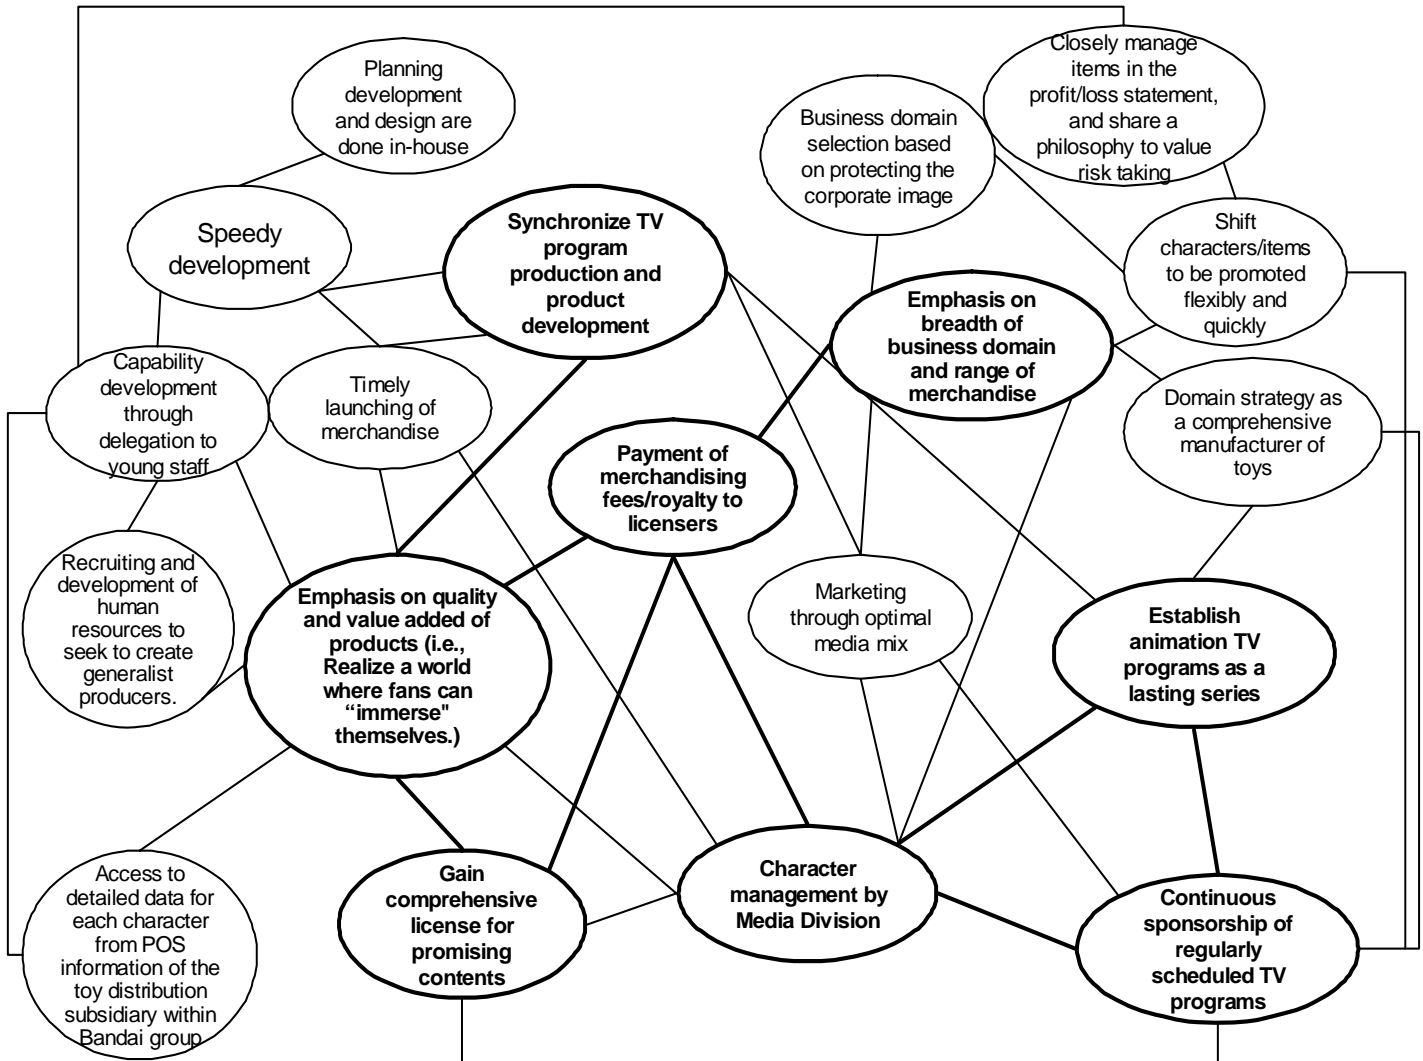 Planning
development
and design are
done in-house
Closely manage
items in the
profit/loss statement,
and share a
philosophy to value
risk taking
Business domain
selection based
on protecting the
corporate image
Speedy
development
Synchronize TV
program
production and
product
development
Shift
characters/items
to be promoted
flexibly and
quickly
Emphasis on
breadth of
business domain
and range of
merchandise
Capability
development
through
delegation to
young staff
Timely
launching of
merchandise
Domain strategy as
a comprehensive
manufacturer of
toys
Payment of
merchandising
fees/royalty to
licensers
Recruiting and
development of
human
resources to
seek to create
generalist
producers.
Emphasis on quality
and value added of
products (i.e.,
Realize a world
where fans can
“immerse"
themselves.)
Marketing
through optimal
media mix
Establish
animation TV
programs as a
lasting series
Access to
detailed data for
each character
from POS
information of the
toy distribution
subsidiary within
Bandai group
Gain
comprehensive
license for
promising
contents
Character
management by
Media Division
Continuous
sponsorship of
regularly
scheduled TV
programs